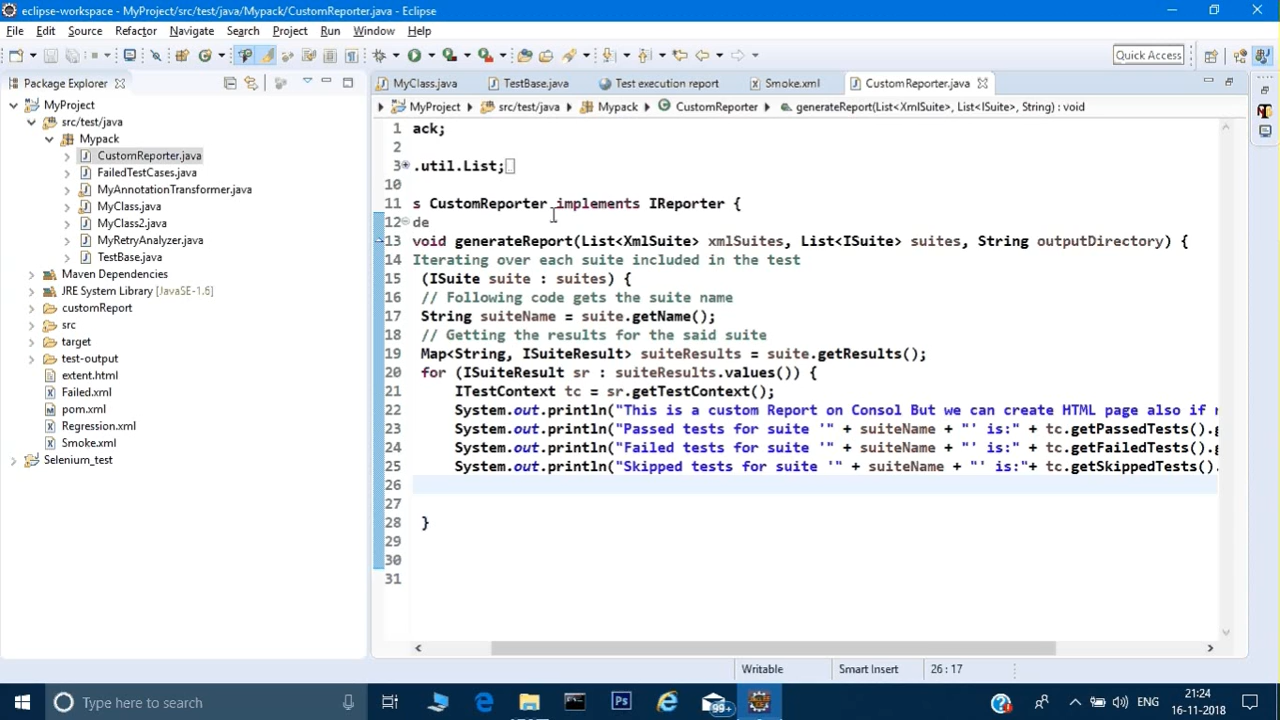 eclipse-workspace - MyProject/src/test/java/Mypack/CustomReporter.java - Eclipse
File Edit Source Refactor Navigate Search Project Run Window Help
Quick Access
Package Explorer
MyClass.java TestBase.java Test execution report Smoke.xml CustomReporter.java
MyProject src/test/java Mypack CustomReporter generateReport(List<XmlSuite>, List<ISuite>, String) : void
MyProject
src/test/java
Mypack
CustomReporter.java
FailedTestCases.java
MyAnnotationTransformer.java
MyClass.java
MyClass2.java
MyRetryAnalyzer.java
TestBase.java
Maven Dependencies
JRE System Library [JavaSE-1.6]
customReport
src
target
test-output
extent.html
Failed.xml
pom.xml
Regression.xml
Smoke.xml
Selenium_test
1 ack;
2
3 .util.List;
10
11 s CustomReporter implements IReporter {
12 de
13 void generateReport(List<XmlSuite> xmlSuites, List<ISuite> suites, String outputDirectory) {
14 Iterating over each suite included in the test
15 (ISuite suite : suites) {
16 // Following code gets the suite name
17 String suiteName = suite.getName();
18 // Getting the results for the said suite
19 Map<String, ISuiteResult> suiteResults = suite.getResults();
20 for (ISuiteResult sr : suiteResults.values()) {
21 ITestContext tc = sr.getTestContext();
22 System.out.println("This is a custom Report on Consol But we can create HTML page also if
23 System.out.println("Passed tests for suite '" + suiteName + "' is:" + tc.getPassedTests().
24 System.out.println("Failed tests for suite '" + suiteName + "' is:" + tc.getFailedTests().
25 System.out.println("Skipped tests for suite '" + suiteName + "' is:"+ tc.getSkippedTests().
26
27
28 }
29
30
31
Writable Smart Insert 26 : 17
Type here to search
99+
ENG
21:24
16-11-2018